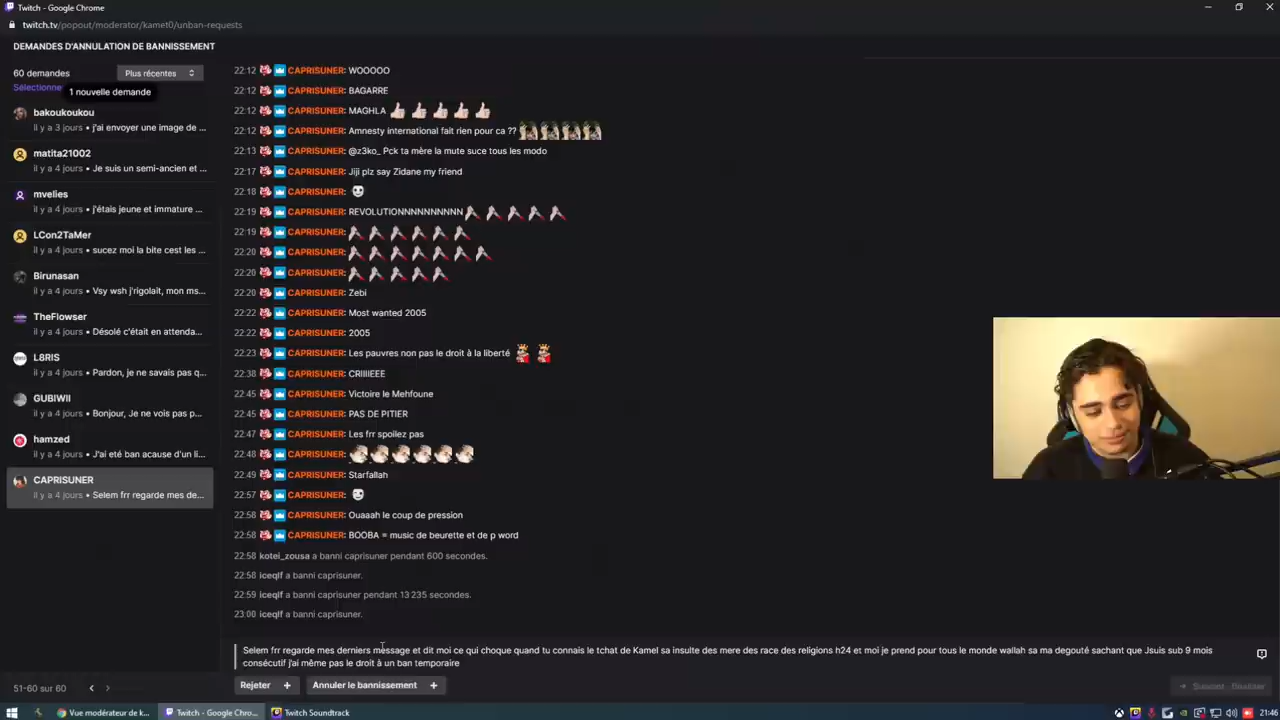 Twitch - Google Chrome
twitch.tv/popout/moderator/kamet0/unban-requests
DEMANDES D'ANNULATION DE BANNISSEMENT
60 demandes
Plus récentes
Sélectionne
1 nouvelle demande
bakoukoukou
il y a 3 jours • j'ai envoyer une image de ...
matita21002
il y a 4 jours • Je suis un semi-ancien et ...
mvelies
il y a 4 jours • j'étais jeune et immature ...
LCon2TaMer
il y a 4 jours • sucez moi la bite cest les ...
Birunasan
il y a 4 jours • Vsy wsh j'rigolait, mon ms...
TheFlowser
il y a 4 jours • Désolé c'était en attenda...
L8RIS
il y a 4 jours • Pardon, je ne savais pas q...
GUBIWII
il y a 4 jours • Bonjour, Je ne vois pas p...
hamzed
il y a 4 jours • J'ai eté ban acause d'un li...
CAPRISUNER
il y a 4 jours • Selem frr regarde mes de...
51-60 sur 60
22:12 CAPRISUNER: WOOOOO
22:12 CAPRISUNER: BAGARRE
22:12 CAPRISUNER: MAGHLA
22:12 CAPRISUNER: Amnesty international fait rien pour ca ??
22:13 CAPRISUNER: @z3ko_ Pck ta mère la mute suce tous les modo
22:17 CAPRISUNER: Jiji plz say Zidane my friend
22:18 CAPRISUNER:
22:19 CAPRISUNER: REVOLUTIONNNNNNNNNN
22:19 CAPRISUNER:
22:20 CAPRISUNER:
22:20 CAPRISUNER:
22:20 CAPRISUNER: Zebi
22:22 CAPRISUNER: Most wanted 2005
22:22 CAPRISUNER: 2005
22:23 CAPRISUNER: Les pauvres non pas le droit à la liberté
22:38 CAPRISUNER: CRIIIIEEE
22:45 CAPRISUNER: Victoire le Mehfoune
22:45 CAPRISUNER: PAS DE PITIER
22:47 CAPRISUNER: Les frr spoilez pas
22:48 CAPRISUNER:
22:49 CAPRISUNER: Starfallah
22:57 CAPRISUNER:
22:58 CAPRISUNER: Ouaaah le coup de pression
22:58 CAPRISUNER: BOOBA = music de beurette et de p word
22:58 kotei_zousa a banni caprisuner pendant 600 secondes.
22:58 iceqlf a banni caprisuner.
22:59 iceqlf a banni caprisuner pendant 13 235 secondes.
23:00 iceqlf a banni caprisuner.
Selem frr regarde mes derniers message et dit moi ce qui choque quand tu connais le tchat de Kamel sa insulte des mere des race des religions h24 et moi je prend pour tous le monde wallah sa ma degouté sachant que Jsuis sub 9 mois
consécutif j'ai même pas le droit à un ban temporaire
Rejeter +
Annuler le bannissement +
Suivant
Vue modérateur de k...
Twitch - Google Chro...
Twitch Soundtrack
21:46